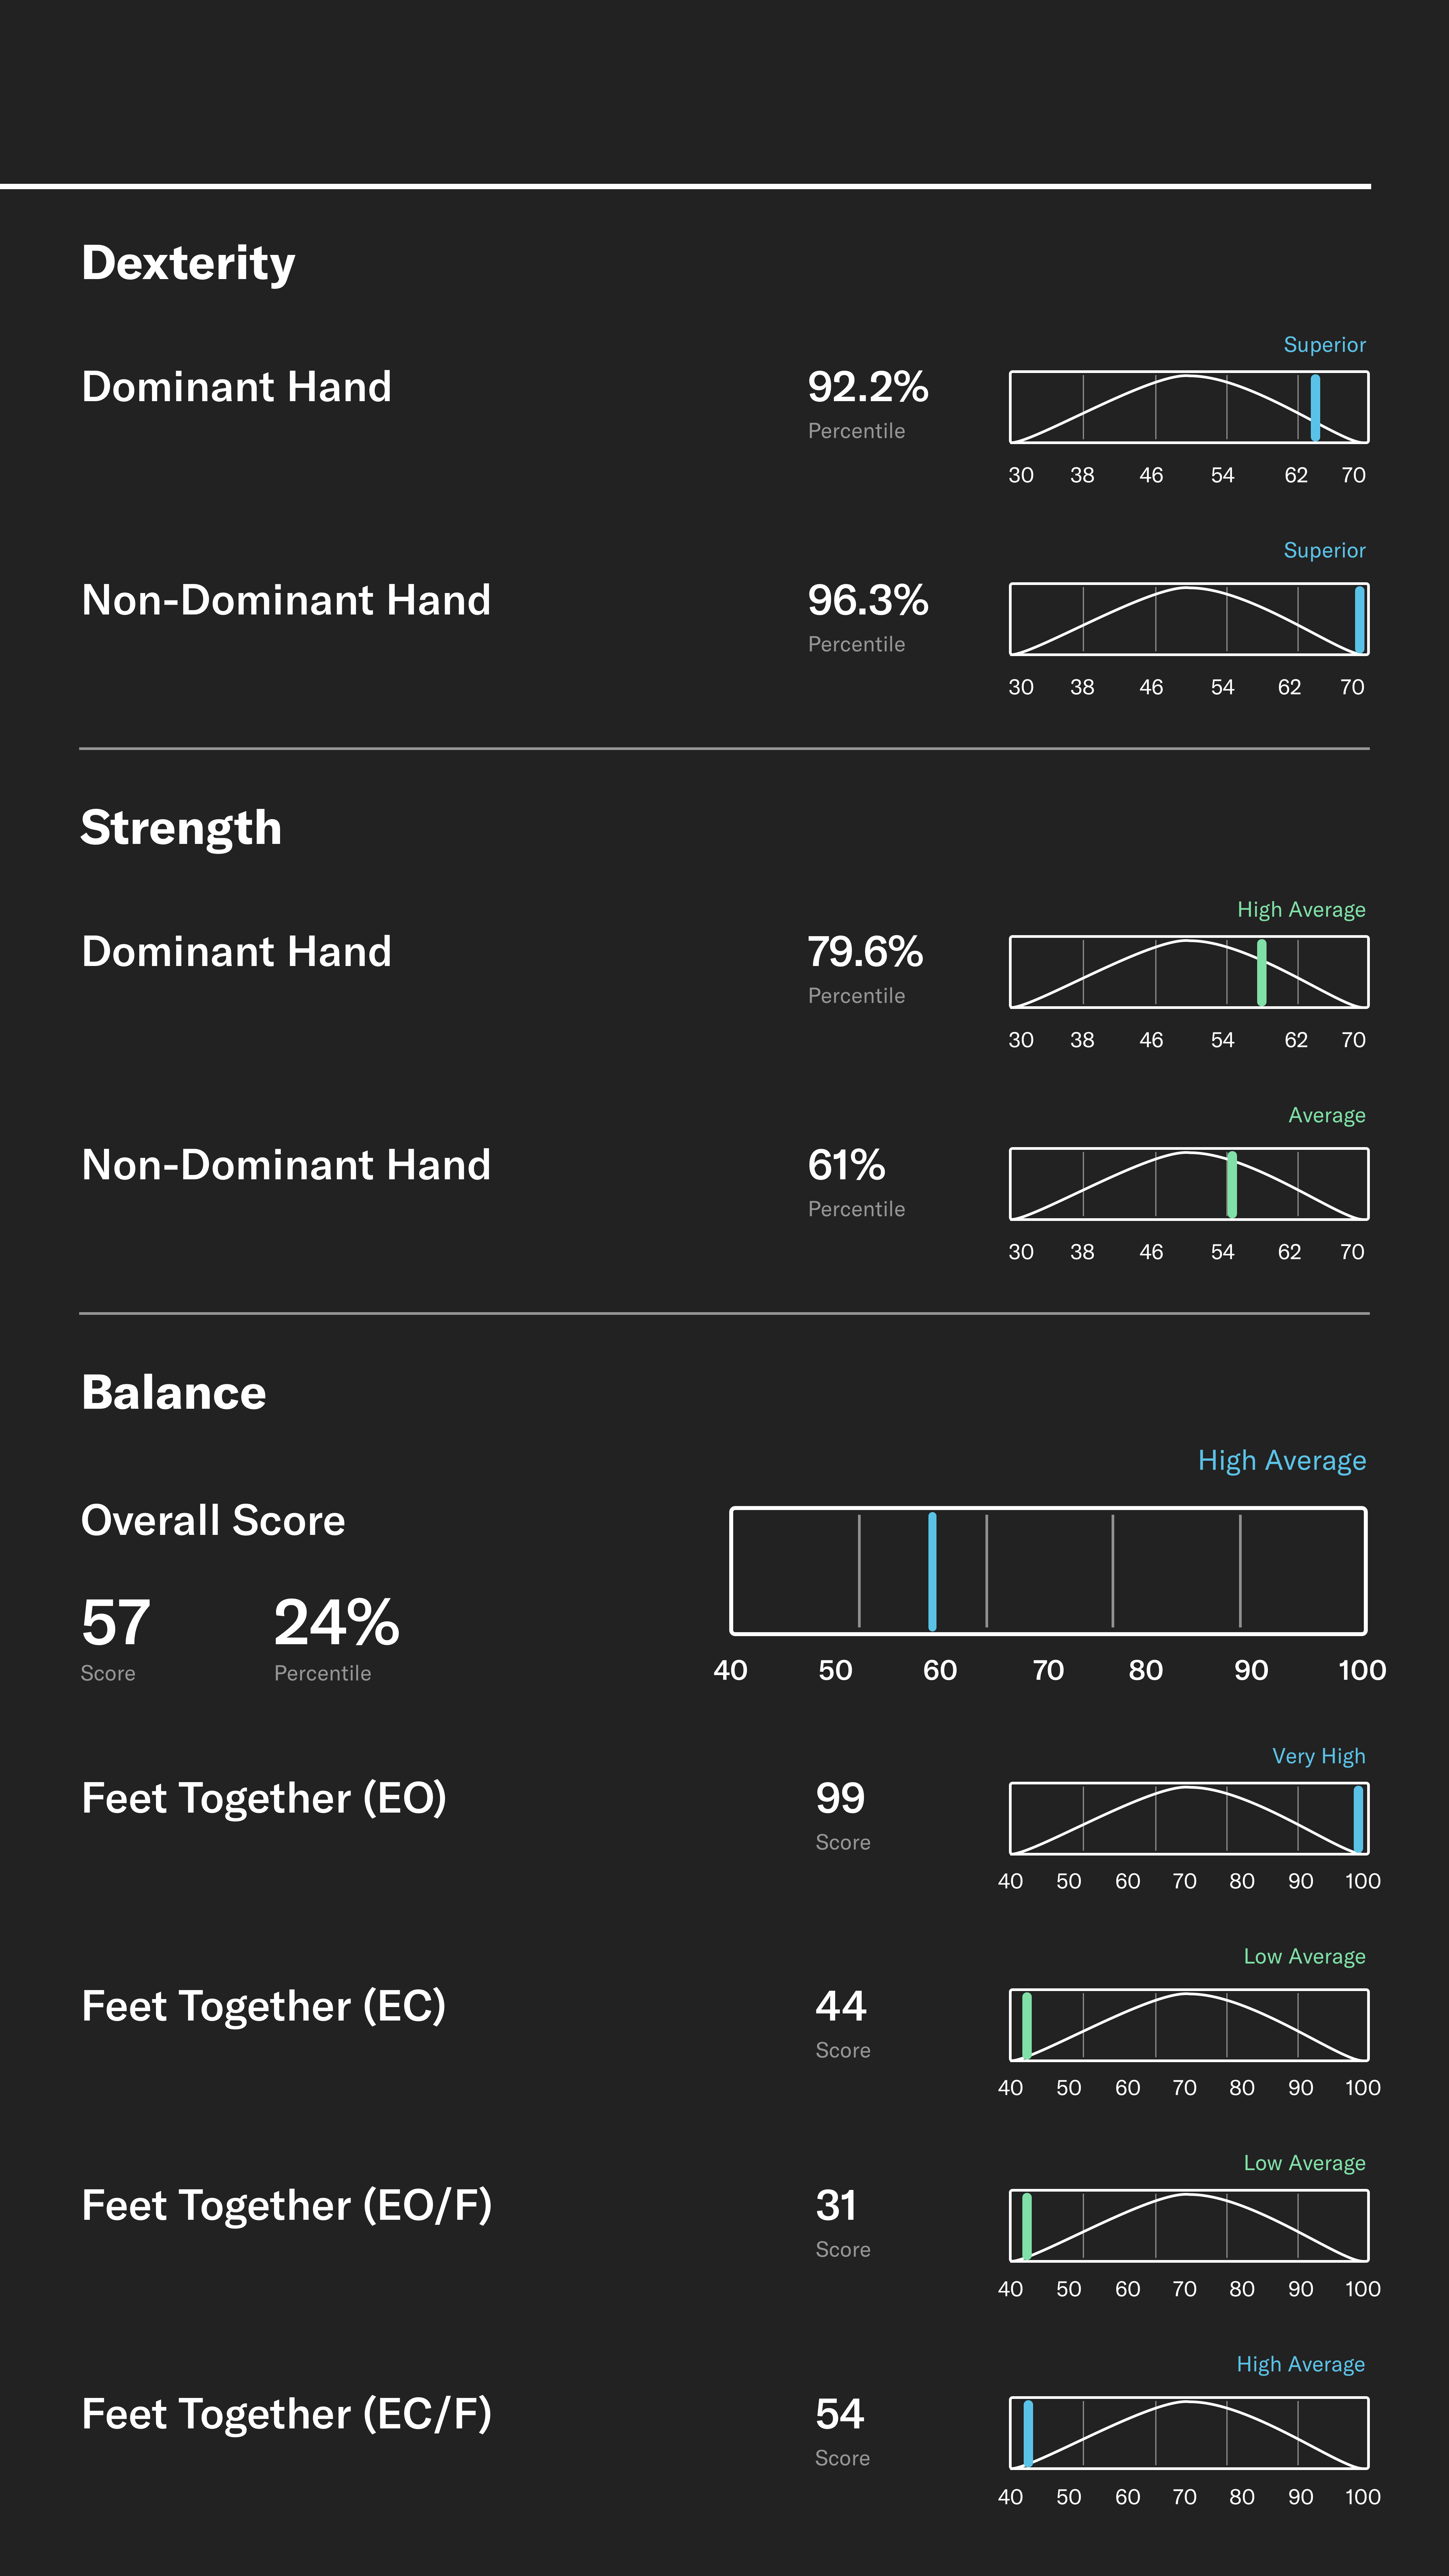 Dexterity
Superior
Dominant Hand 92.2%
Percentile
30 38 46 54 62 70
Superior
Non-Dominant Hand 96.3%
Percentile
30 38 46 54 62 70
Strength
High Average
Dominant Hand 79.6%
Percentile
30 38 46 54 62 70
Average
Non-Dominant Hand 61%
Percentile
30 38 46 54 62 70
Balance
High Average
Overall Score
57 24%
Score Percentile
40 50 60 70 80 90 100
Very High
Feet Together (EO) 99
Score
40 50 60 70 80 90 100
Low Average
Feet Together (EC) 44
Score
40 50 60 70 80 90 100
Low Average
Feet Together (EO/F) 31
Score
40 50 60 70 80 90 100
High Average
Feet Together (EC/F) 54
Score
40 50 60 70 80 90 100